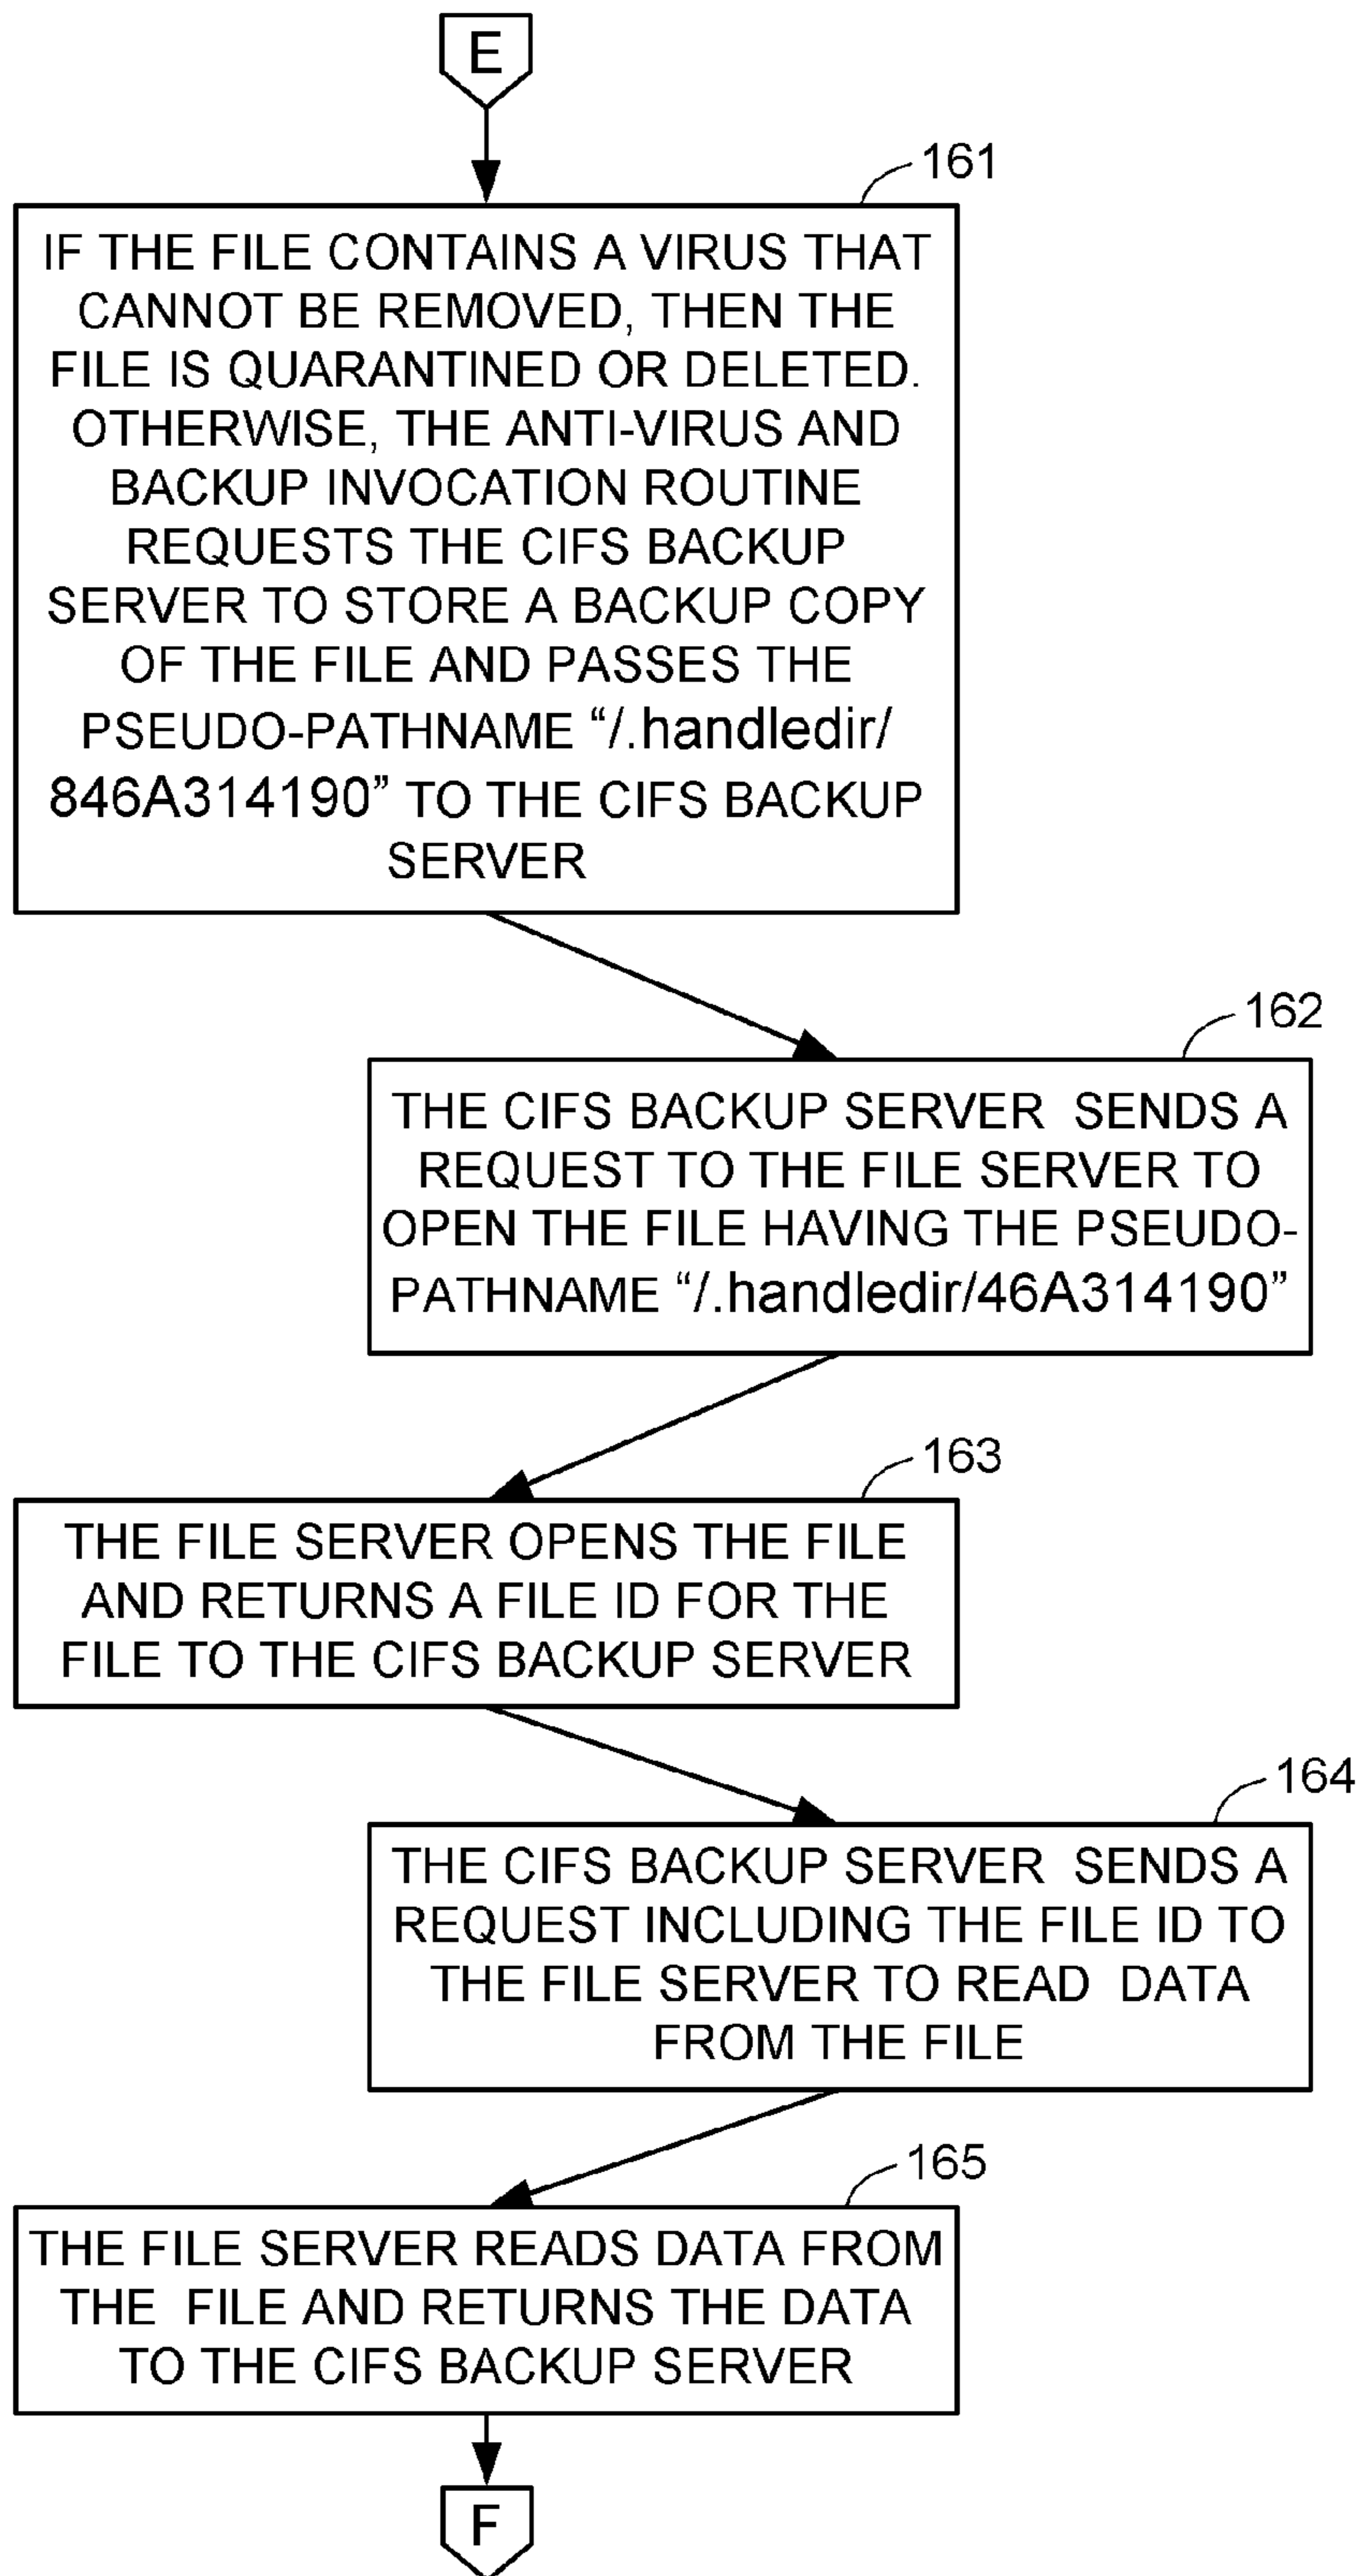 E
161
IF THE FILE CONTAINS A VIRUS THAT
CANNOT BE REMOVED, THEN THE
FILE IS QUARANTINED OR DELETED.
OTHERWISE, THE ANTI-VIRUS AND
BACKUP INVOCATION ROUTINE
REQUESTS THE CIFS BACKUP
SERVER TO STORE A BACKUP COPY
OF THE FILE AND PASSES THE
PSEUDO-PATHNAME “/.handledir/
846A314190” TO THE CIFS BACKUP
SERVER
162
THE CIFS BACKUP SERVER SENDS A
REQUEST TO THE FILE SERVER TO
OPEN THE FILE HAVING THE PSEUDO-
PATHNAME “/.handledir/46A314190”
163
THE FILE SERVER OPENS THE FILE
AND RETURNS A FILE ID FOR THE
FILE TO THE CIFS BACKUP SERVER
164
THE CIFS BACKUP SERVER SENDS A
REQUEST INCLUDING THE FILE ID TO
THE FILE SERVER TO READ DATA
FROM THE FILE
165
THE FILE SERVER READS DATA FROM
THE FILE AND RETURNS THE DATA
TO THE CIFS BACKUP SERVER
F